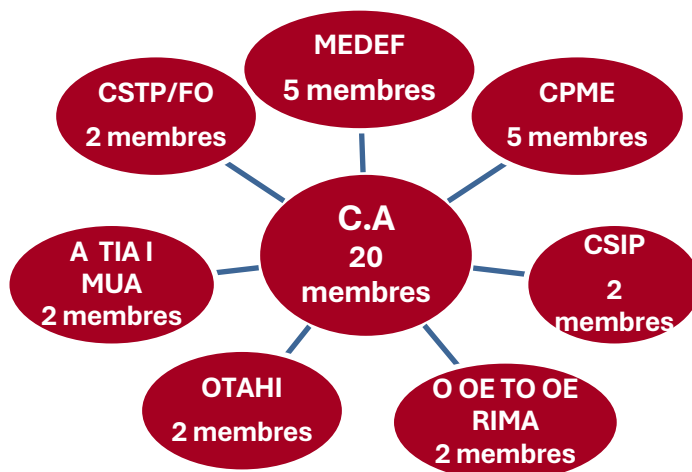 MEDEF
5 membres
CSTP/FO
2 membres
CPME
5 membres
C.A
20
membres
A TIA I
MUA
2 membres
CSIP
2
membres
OTAHI
2 membres
O OE TO OE
RIMA
2 membres